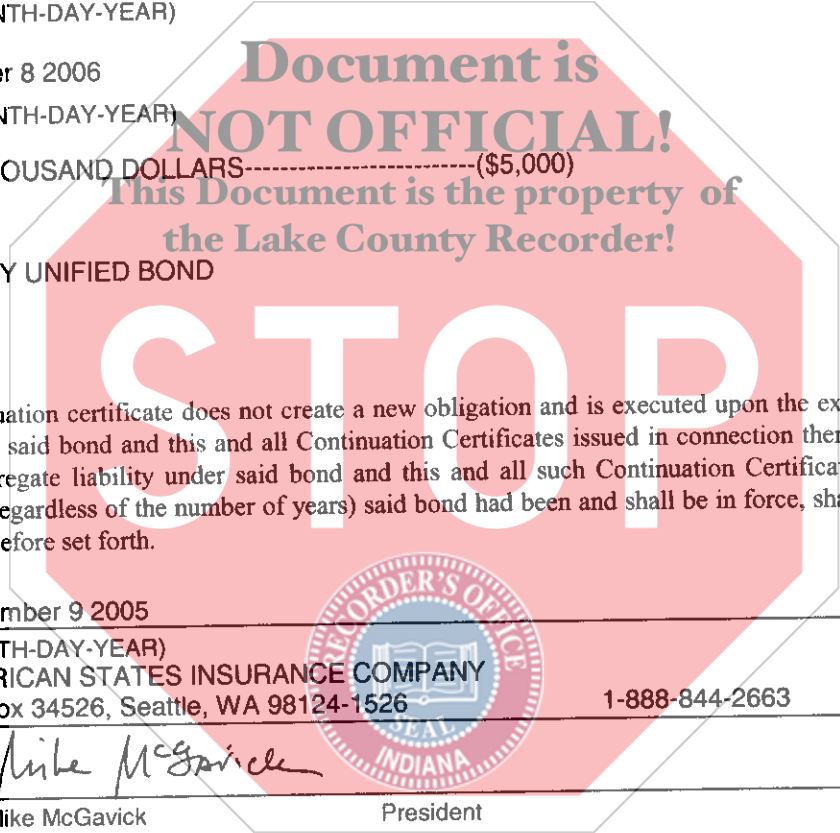 NTH-DAY-YEAR)
Document is
er 8 2006
NTH-DAY-YEAR)
NOT OFFICIAL!
OUSAND DOLLARS-----------------------($5,000)
This Document is the property of
the Lake County Recorder!
Y UNIFIED BOND
STOP
uation certificate does not create a new obligation and is executed upon the ex
said bond and this and all Continuation Certificates issued in connection ther
regate liability under said bond and this and all such Continuation Certifica
egardless of the number of years) said bond had been and shall be in force, sha
efore set forth.
RECORDER'S OFFICE
mber 9 2005
TH-DAY-YEAR)
RICAN STATES INSURANCE COMPANY
ox 34526, Seattle, WA 98124-1526 1-888-844-2663
SEAL
INDIANA
Mike McGavick
Mike McGavick President